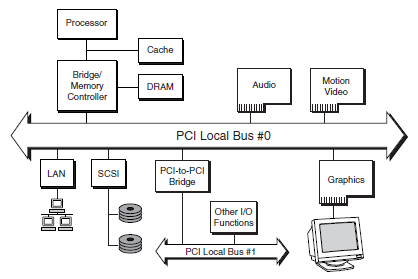 Processor
Cache
Bridge/
Memory
Controller
DRAM
Audio
Motion
Video
PCI Local Bus #0
LAN
SCSI
PCI-to-PCI
Bridge
Graphics
Other I/O
Functions
PCI Local Bus #1